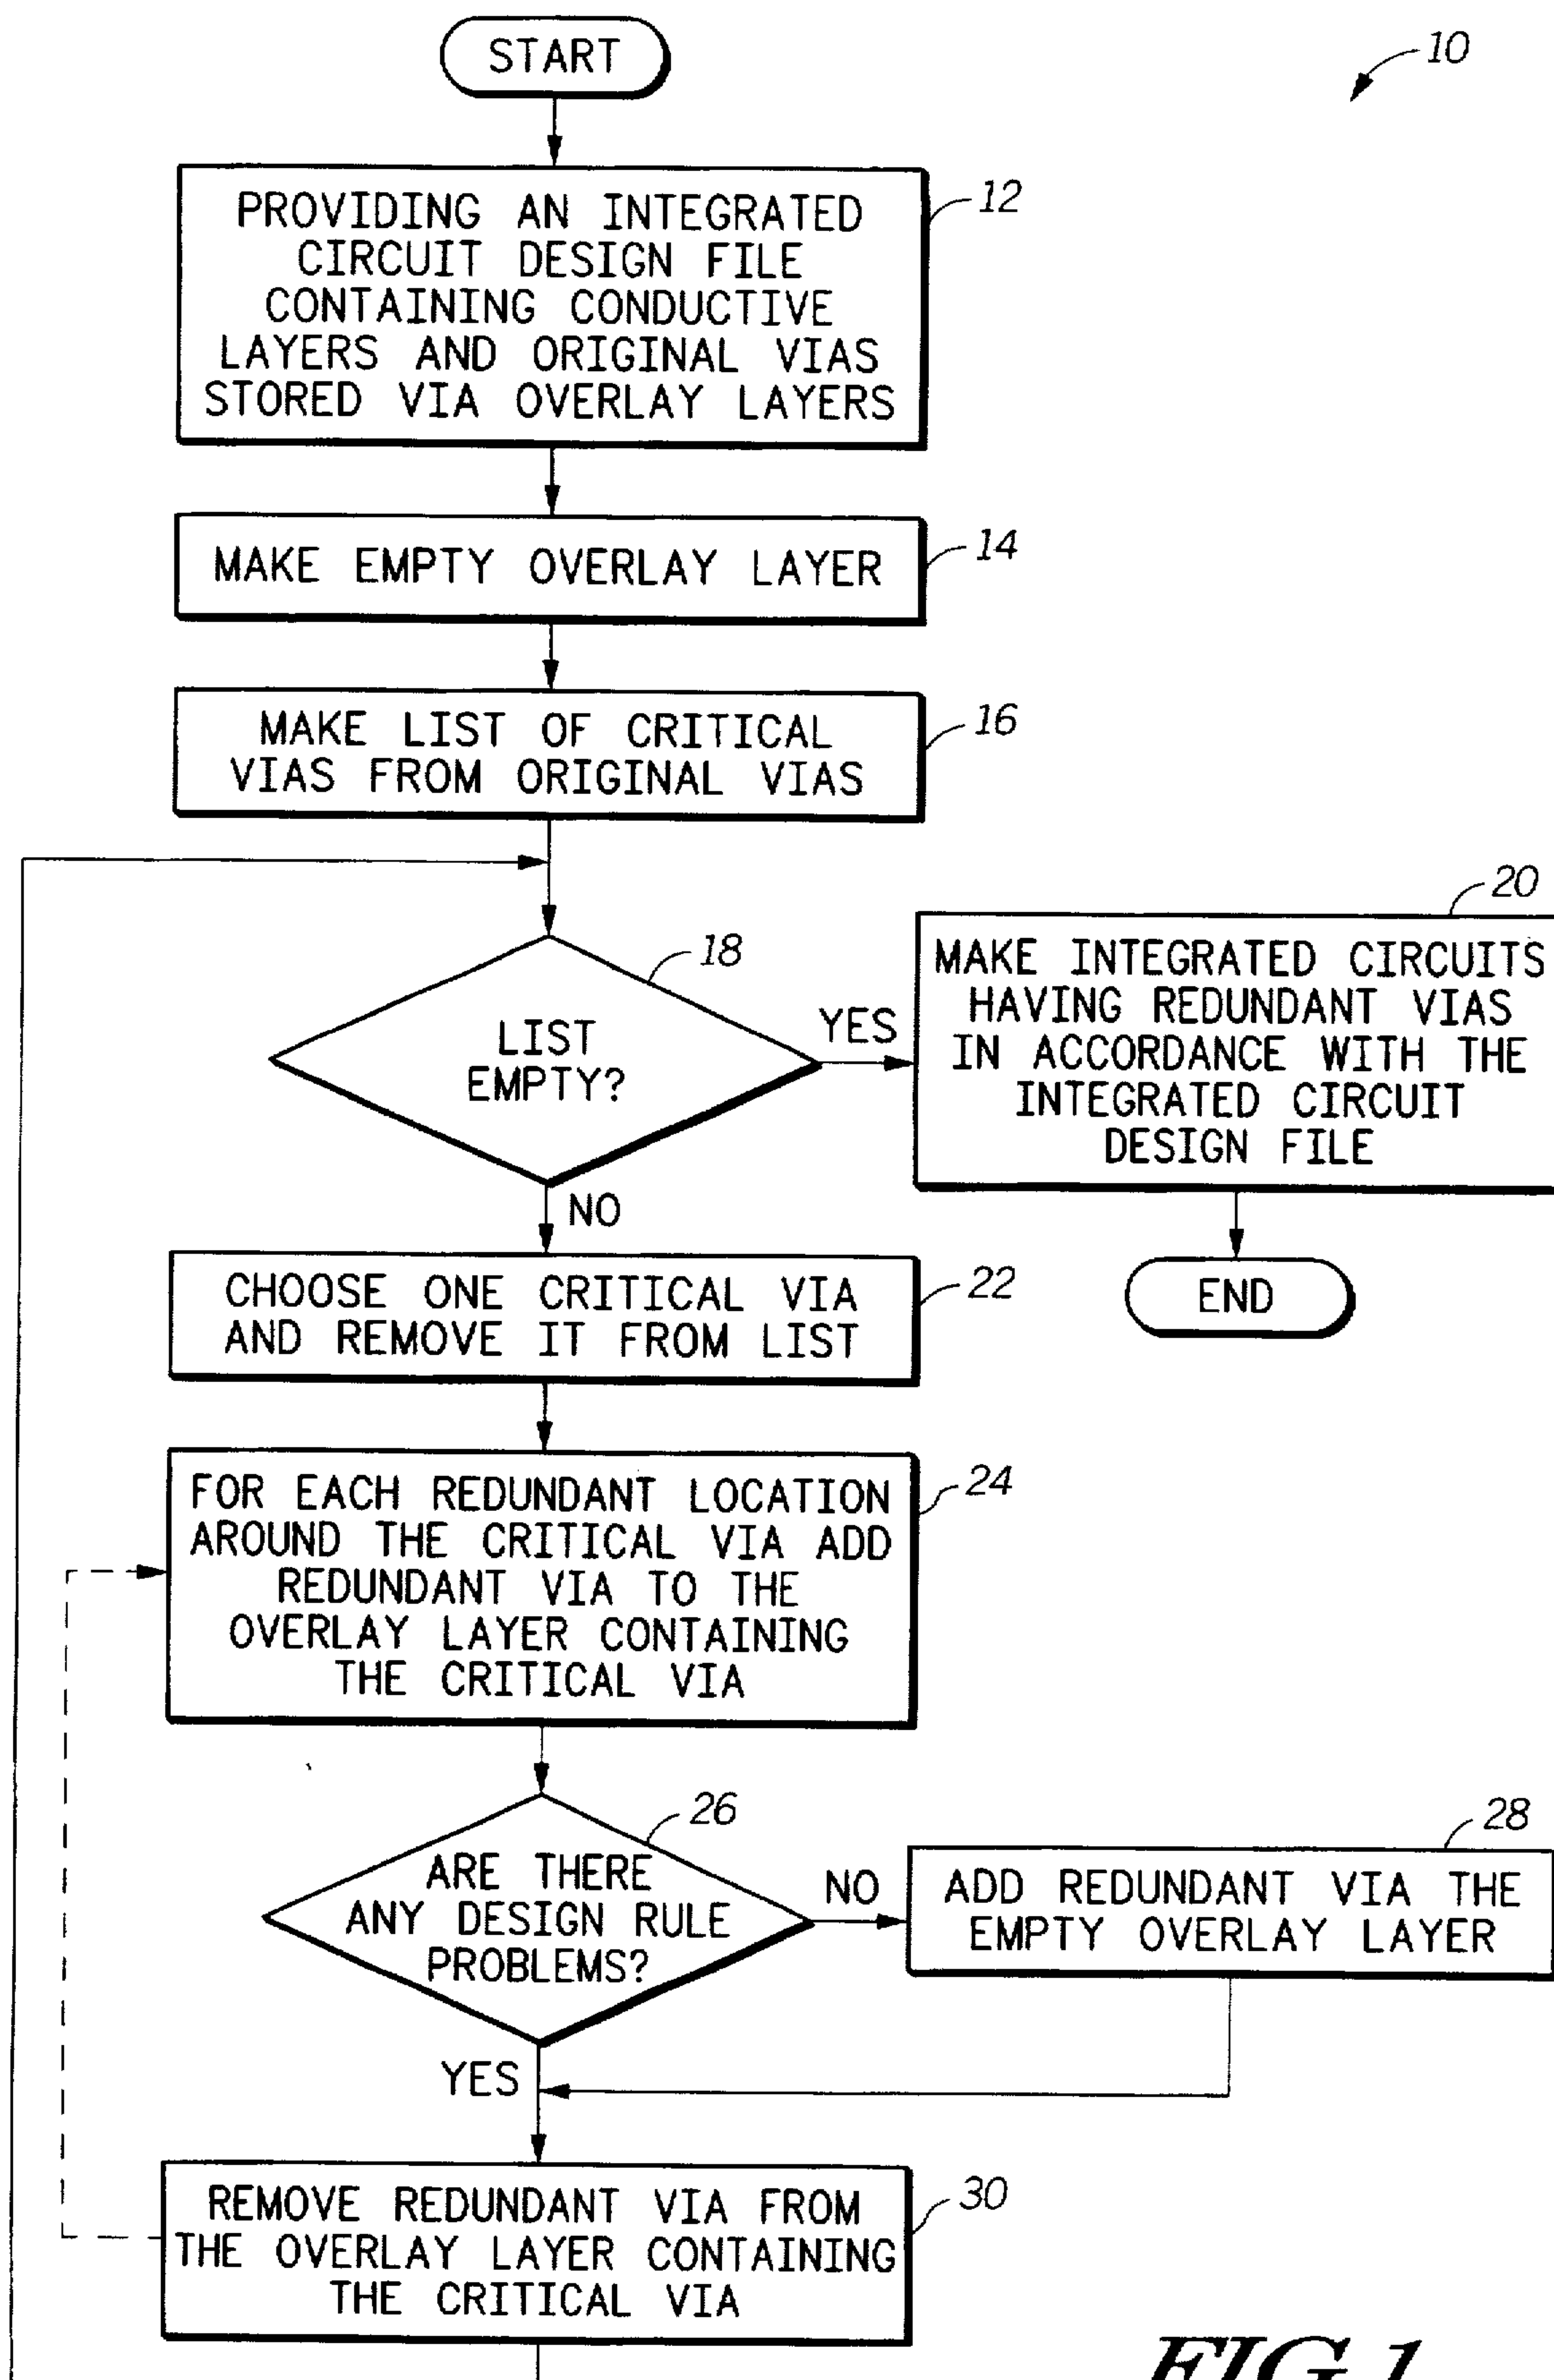 START
10
PROVIDING AN INTEGRATED
CIRCUIT DESIGN FILE
CONTAINING CONDUCTIVE
LAYERS AND ORIGINAL VIAS
STORED VIA OVERLAY LAYERS
12
MAKE EMPTY OVERLAY LAYER
14
MAKE LIST OF CRITICAL
VIAS FROM ORIGINAL VIAS
16
18
LIST
EMPTY?
YES
20
MAKE INTEGRATED CIRCUITS
HAVING REDUNDANT VIAS
IN ACCORDANCE WITH THE
INTEGRATED CIRCUIT
DESIGN FILE
END
NO
CHOOSE ONE CRITICAL VIA
AND REMOVE IT FROM LIST
22
FOR EACH REDUNDANT LOCATION
AROUND THE CRITICAL VIA ADD
REDUNDANT VIA TO THE
OVERLAY LAYER CONTAINING
THE CRITICAL VIA
24
26
ARE THERE
ANY DESIGN RULE
PROBLEMS?
NO
28
ADD REDUNDANT VIA THE
EMPTY OVERLAY LAYER
YES
REMOVE REDUNDANT VIA FROM
THE OVERLAY LAYER CONTAINING
THE CRITICAL VIA
30
FIG.1